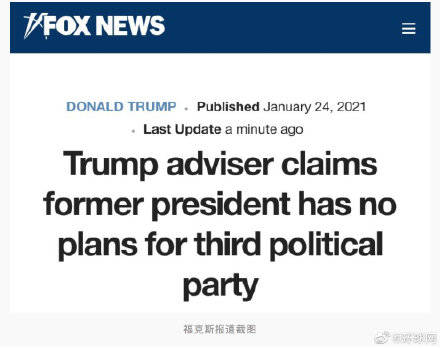 FOX NEWS
DONALD TRUMP • Published January 24, 2021
• Last Update a minute ago
Trump adviser claims
former president has no
plans for third political
party
福克斯报道截图
@环球网